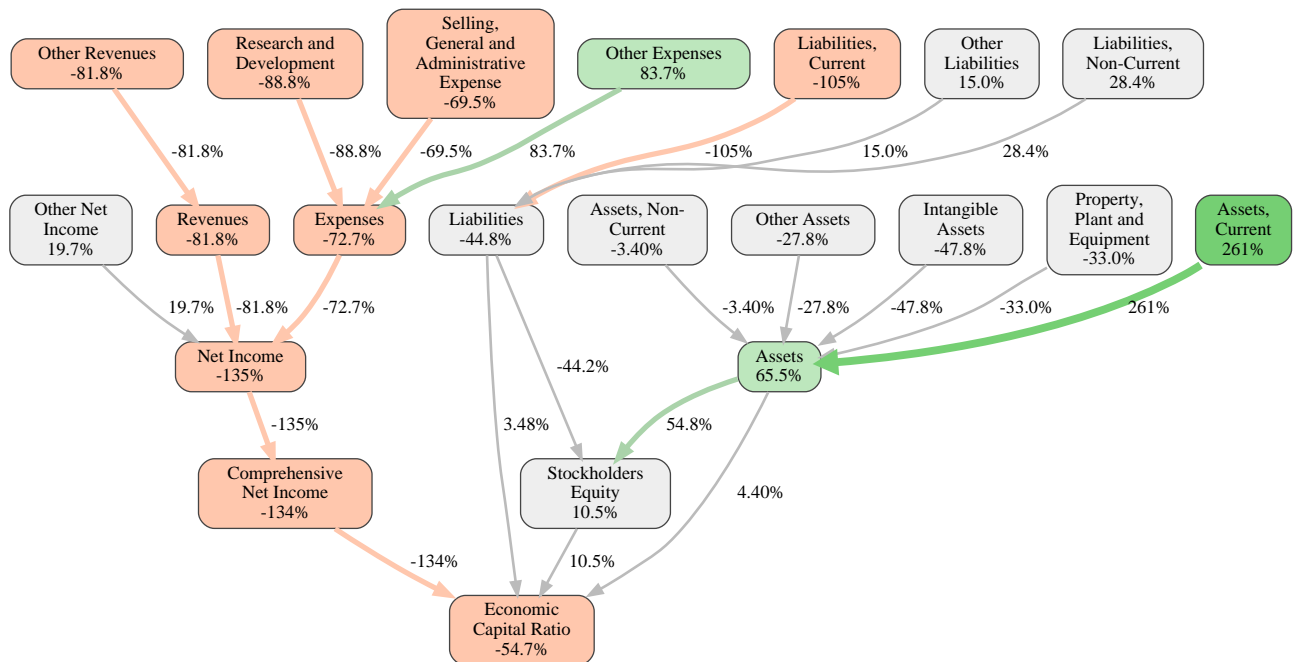 Other Revenues
-81.8%
Research and
Development
-88.8%
Selling,
General and
Administrative
Expense
-69.5%
Other Expenses
83.7%
Liabilities,
Current
-105%
Other
Liabilities
15.0%
Liabilities,
Non-Current
28.4%
-81.8%
-88.8%
-69.5%
83.7%
-105%
15.0%
28.4%
Other Net
Income
19.7%
Revenues
-81.8%
Expenses
-72.7%
Liabilities
-44.8%
Assets, Non-
Current
-3.40%
Other Assets
-27.8%
Intangible
Assets
-47.8%
Property,
Plant and
Equipment
-33.0%
Assets,
Current
261%
19.7%
-81.8%
-72.7%
-3.40%
-27.8%
-47.8%
-33.0%
261%
Net Income
-135%
-44.2%
Assets
65.5%
-135%
3.48%
54.8%
Comprehensive
Net Income
-134%
Stockholders
Equity
10.5%
4.40%
-134%
10.5%
Economic
Capital Ratio
-54.7%